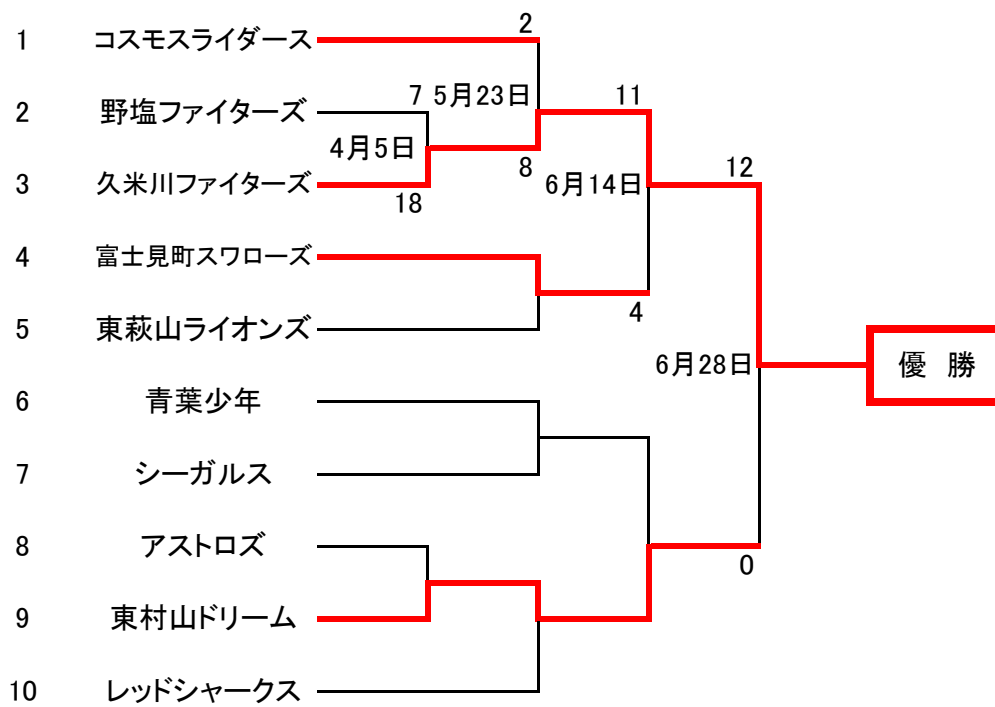 1 コスモスライダース 2
2 野塩ファイターズ 7 5月23日 11
4月5日
3 久米川ファイターズ 18 8 6月14日 12
4 富士見町スワローズ
4
5 東萩山ライオンズ
6月28日 優 勝
6 青葉少年
7 シーガルス
8 アストロズ
0
9 東村山ドリーム
10 レッドシャークス